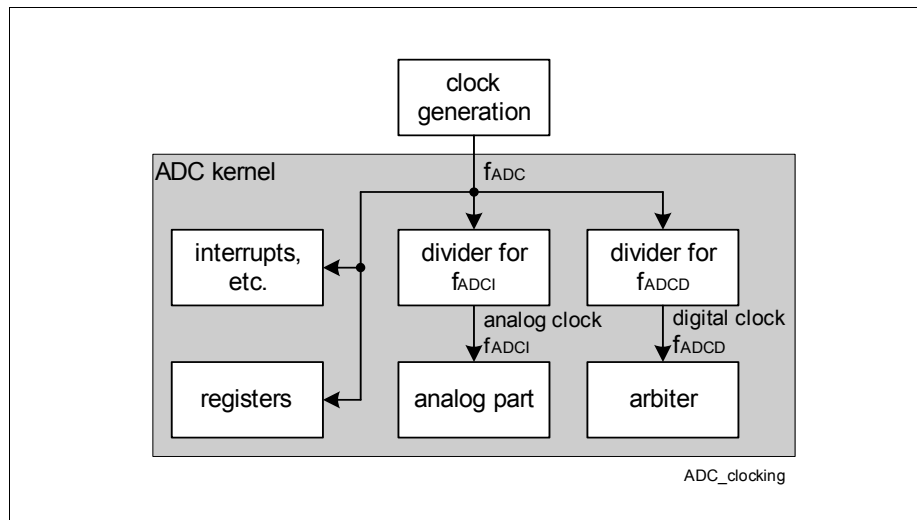 clock
generation
ADC kernel
fADC
interrupts,
etc.
divider for
fADCI
divider for
fADCD
analog clock
fADCI
digital clock
fADCD
registers
analog part
arbiter
ADC_clocking